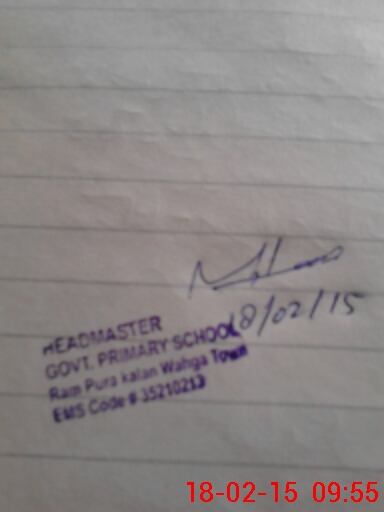 18/02/15
HEADMASTER
GOVT. PRIMARY SCHOOL
Ram Pura kalan Wahga Town
EMS Code # 35210213
18-02-15 09:55